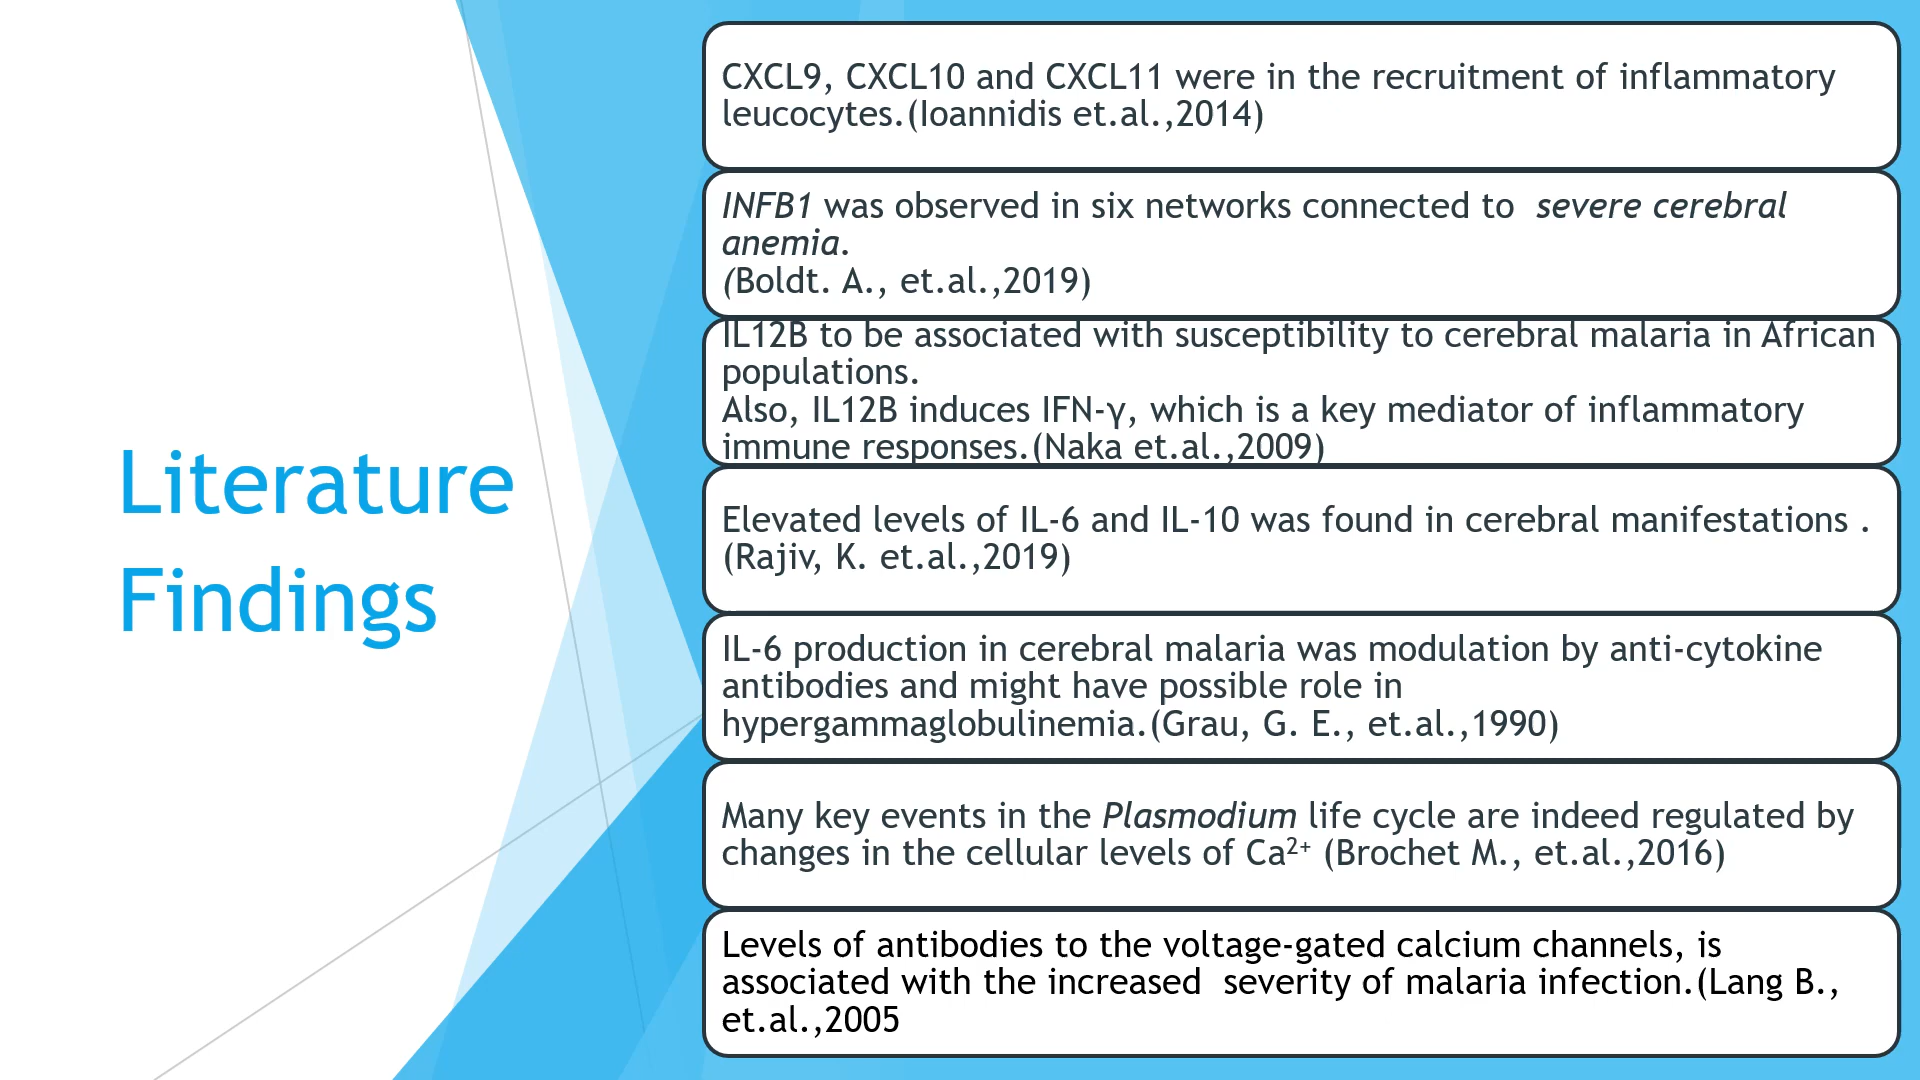 Literature
Findings
CXCL9, CXCL10 and CXCL11 were in the recruitment of inflammatory
leucocytes.(Ioannidis et.al.,2014)
INFB1 was observed in six networks connected to  severe cerebral
anemia.
(Boldt. A., et.al.,2019)
IL12B to be associated with susceptibility to cerebral malaria in African
populations.
Also, IL12B induces IFN-γ, which is a key mediator of inflammatory
immune responses.(Naka et.al.,2009)
Elevated levels of IL-6 and IL-10 was found in cerebral manifestations .
(Rajiv, K. et.al.,2019)
IL-6 production in cerebral malaria was modulation by anti-cytokine
antibodies and might have possible role in
hypergammaglobulinemia.(Grau, G. E., et.al.,1990)
Many key events in the Plasmodium life cycle are indeed regulated by
changes in the cellular levels of Ca²⁺ (Brochet M., et.al.,2016)
Levels of antibodies to the voltage-gated calcium channels, is
associated with the increased  severity of malaria infection.(Lang B.,
et.al.,2005